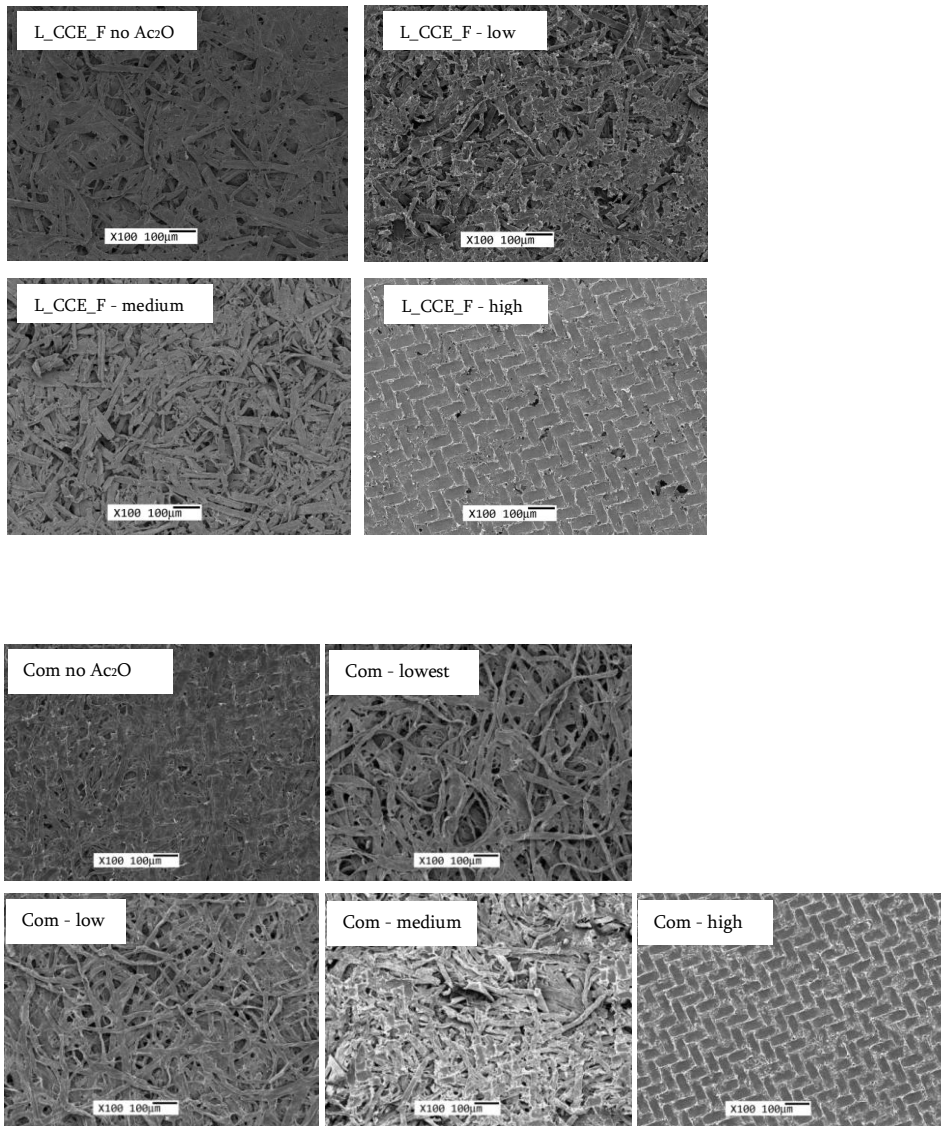 L_CCE_F no Ac2O
L_CCE_F - low
X100 100µm
X100 100µm
L_CCE_F - medium
L_CCE_F - high
X100 100µm
X100 100µm
Com no Ac2O
Com - lowest
X100 100µm
X100 100µm
Com - low
Com - medium
Com - high
X100 100µm
X100 100µm
X100 100µm